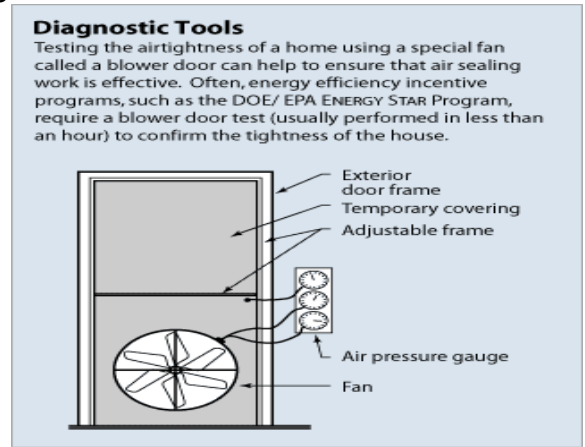 Diagnostic Tools
Testing the airtightness of a home using a special fan
called a blower door can help to ensure that air sealing
work is effective. Often, energy efficiency incentive
programs, such as the DOE/ EPA ENERGY STAR Program,
require a blower door test (usually performed in less than
an hour) to confirm the tightness of the house.
Exterior
door frame
Temporary covering
Adjustable frame
Air pressure gauge
Fan